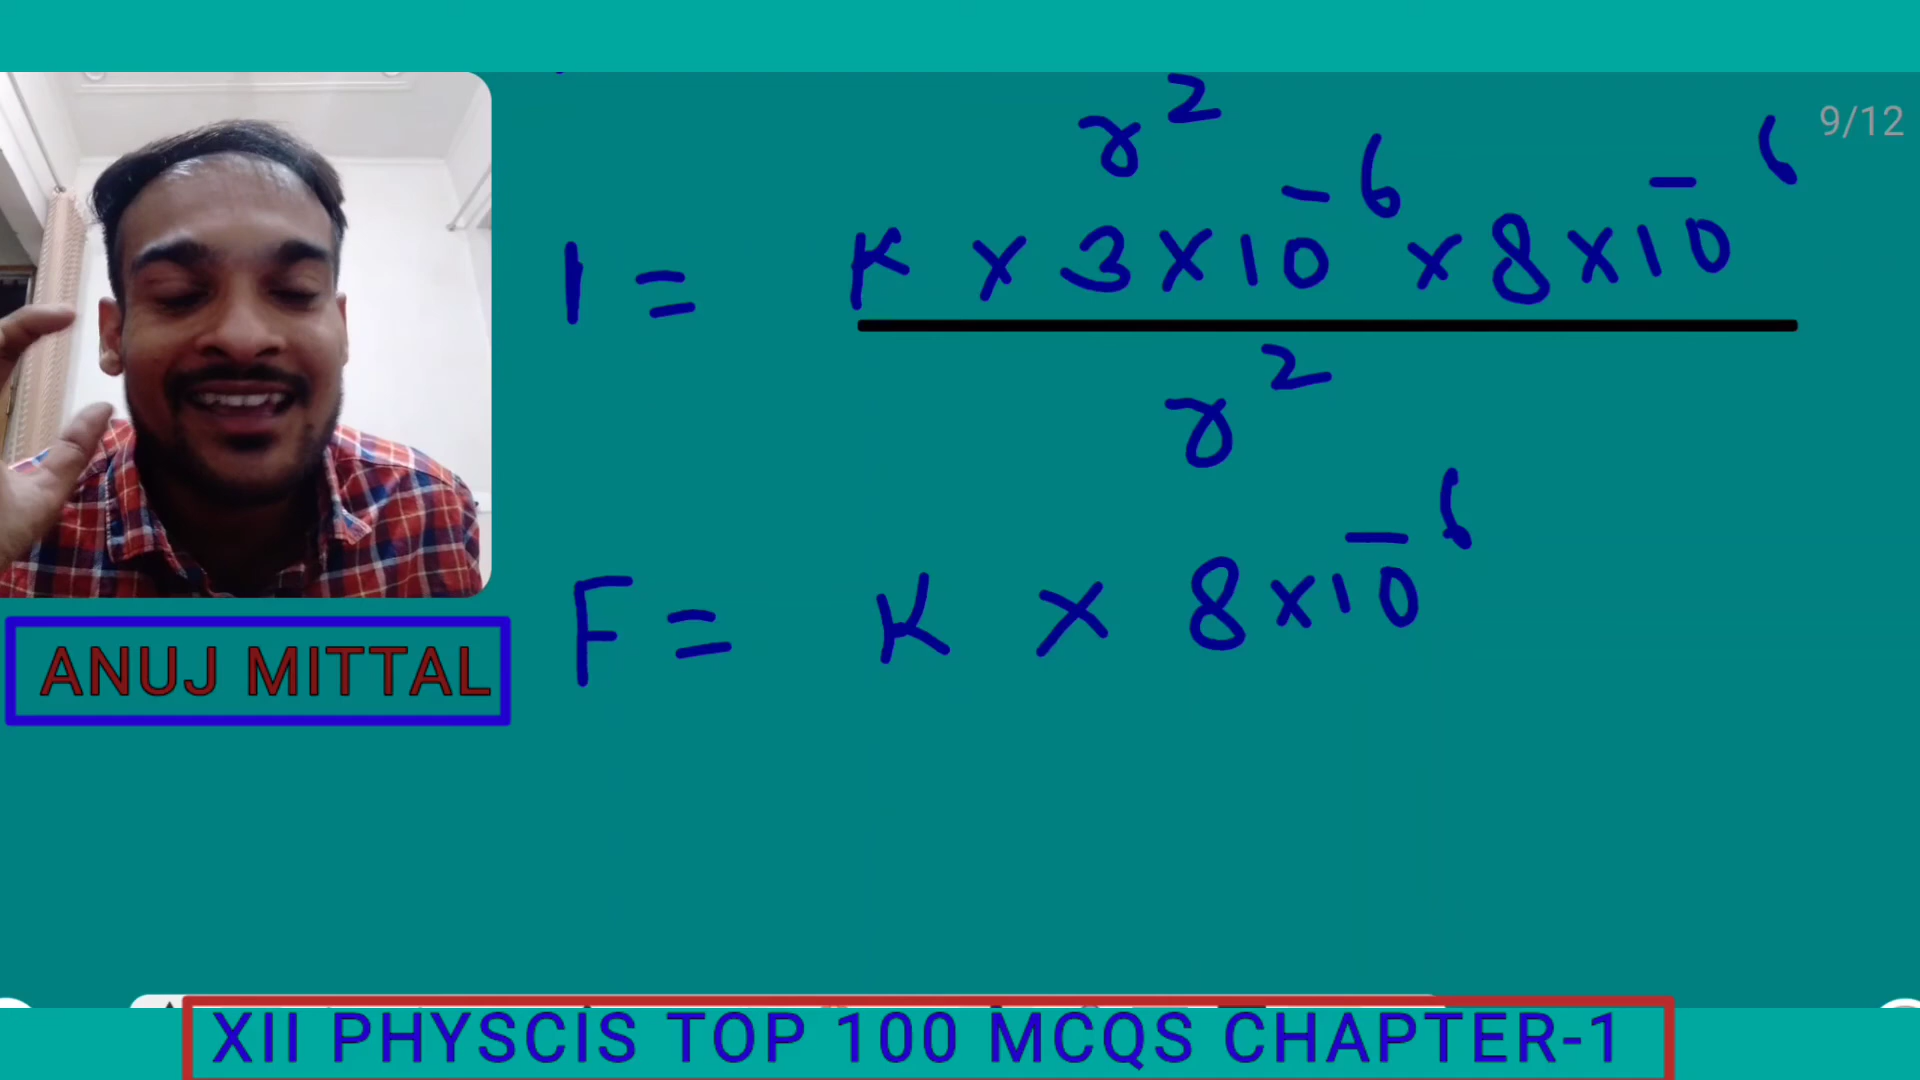 9/12
r²
1 = K × 3 × 10⁻⁶ × 8 × 10⁻⁶
r²
F = K × 8 × 10⁻⁶
ANUJ MITTAL
XII PHYSCIS TOP 100 MCQS CHAPTER-1